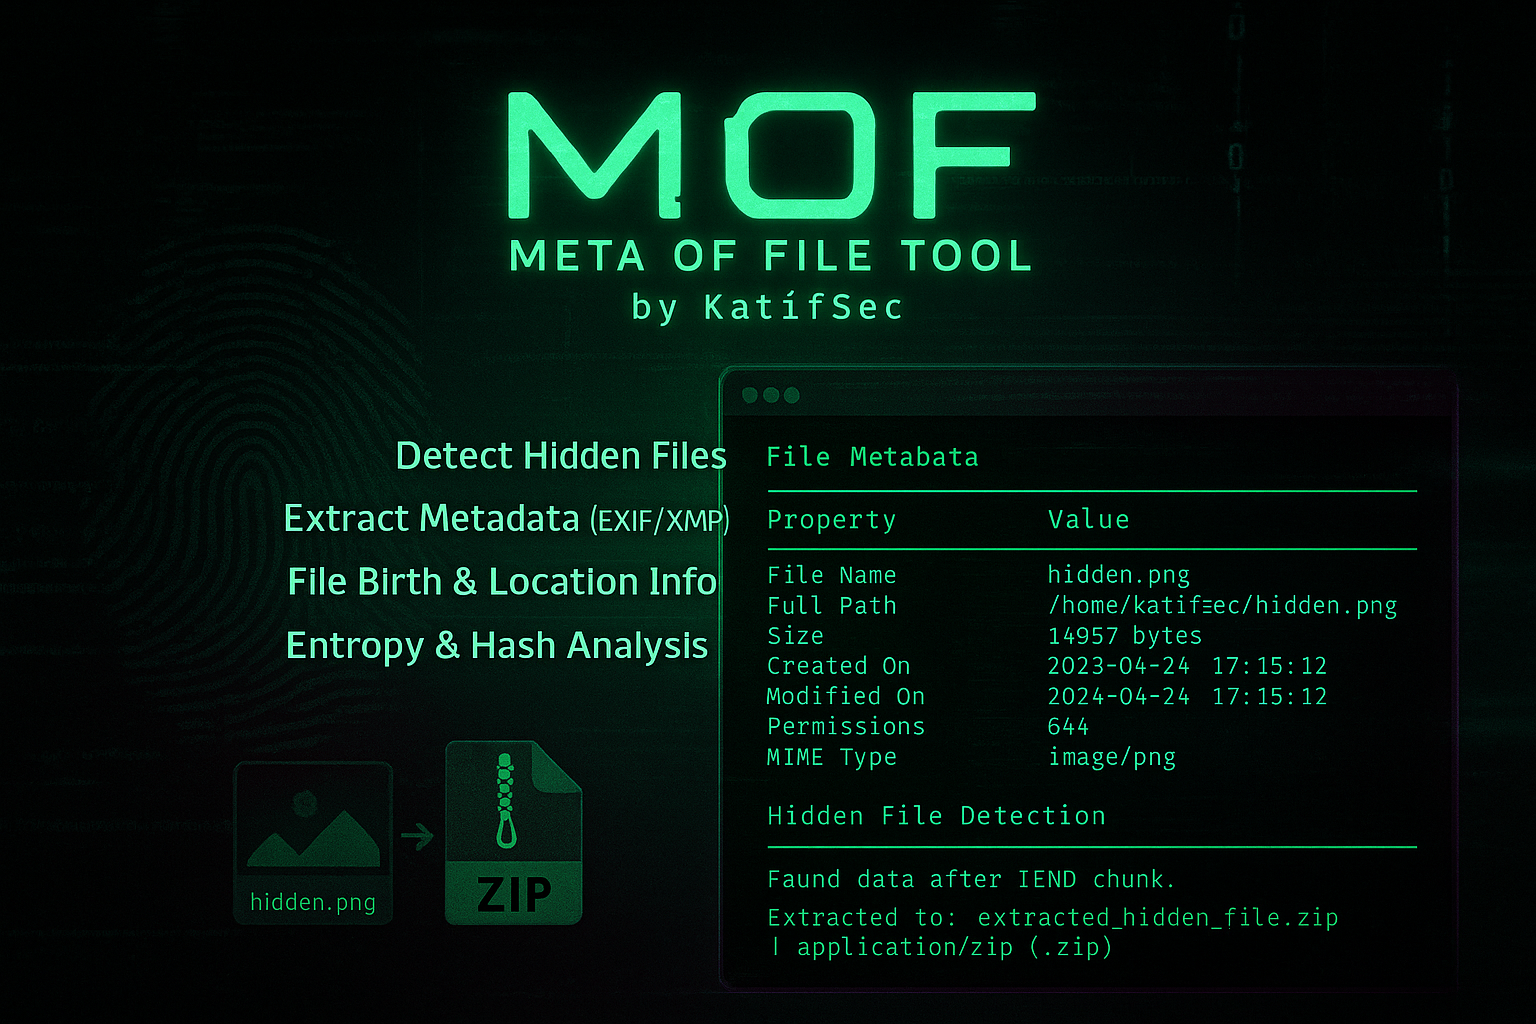 MOF
META OF FILE TOOL
by KatífSec
Detect Hidden Files
Extract Metadata (EXIF/XMP)
File Birth & Location Info
Entropy & Hash Analysis
hidden.png
ZIP
File Metabata
Property Value
File Name hidden.png
Full Path /home/katif≡ec/hidden.png
Size 14957 bytes
Created On 2023-04-24 17:15:12
Modified On 2024-04-24 17:15:12
Permissions 644
MIME Type image/png
Hidden File Detection
Faund data after IEND chunk.
Extracted to: extracted_hidden_file.zip
| application/zip (.zip)